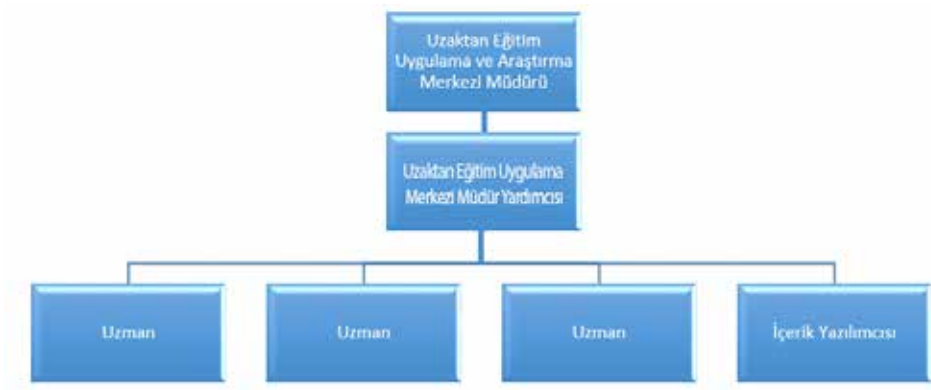 Uzaktan Eğitim
Uygulama ve Araştırma
Merkezi Müdürü
Uzaktan Eğitim Uygulama
Merkezi Müdür Yardımcısı
Uzman
Uzman
Uzman
İçerik Yazılımcısı